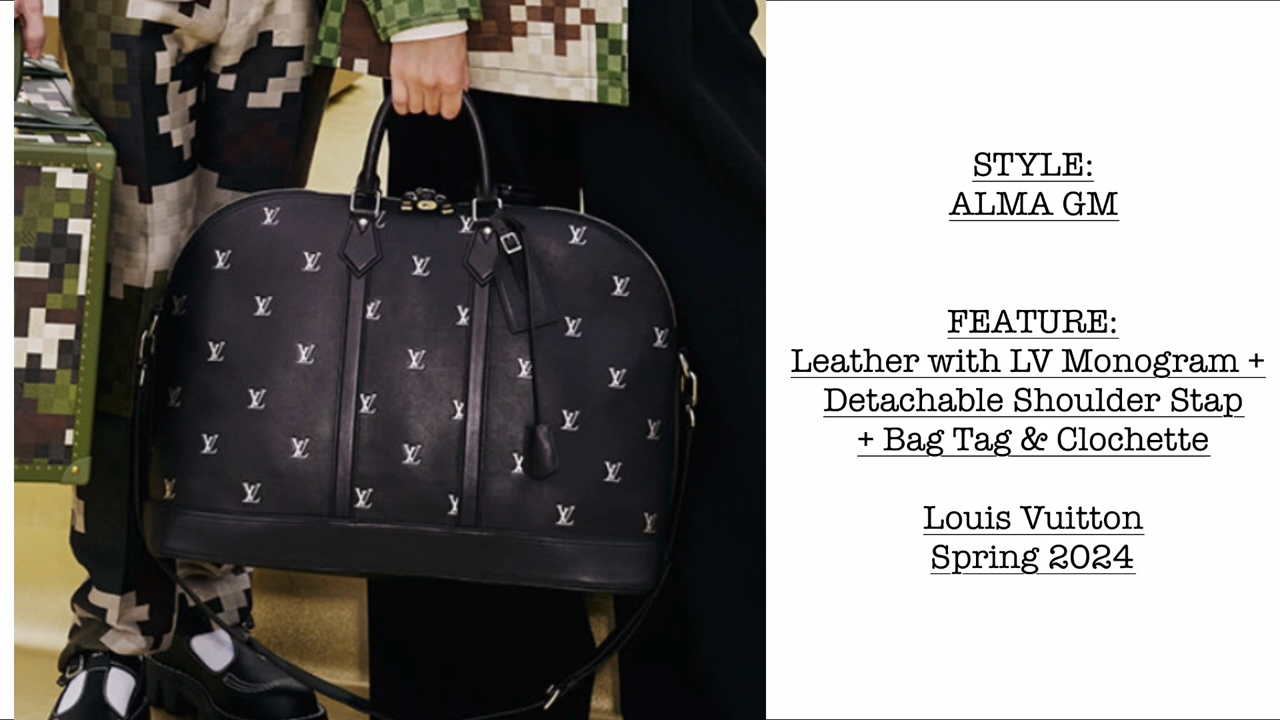 STYLE:
ALMA GM
FEATURE:
Leather with LV Monogram +
Detachable Shoulder Stap
+ Bag Tag & Clochette
Louis Vuitton
Spring 2024